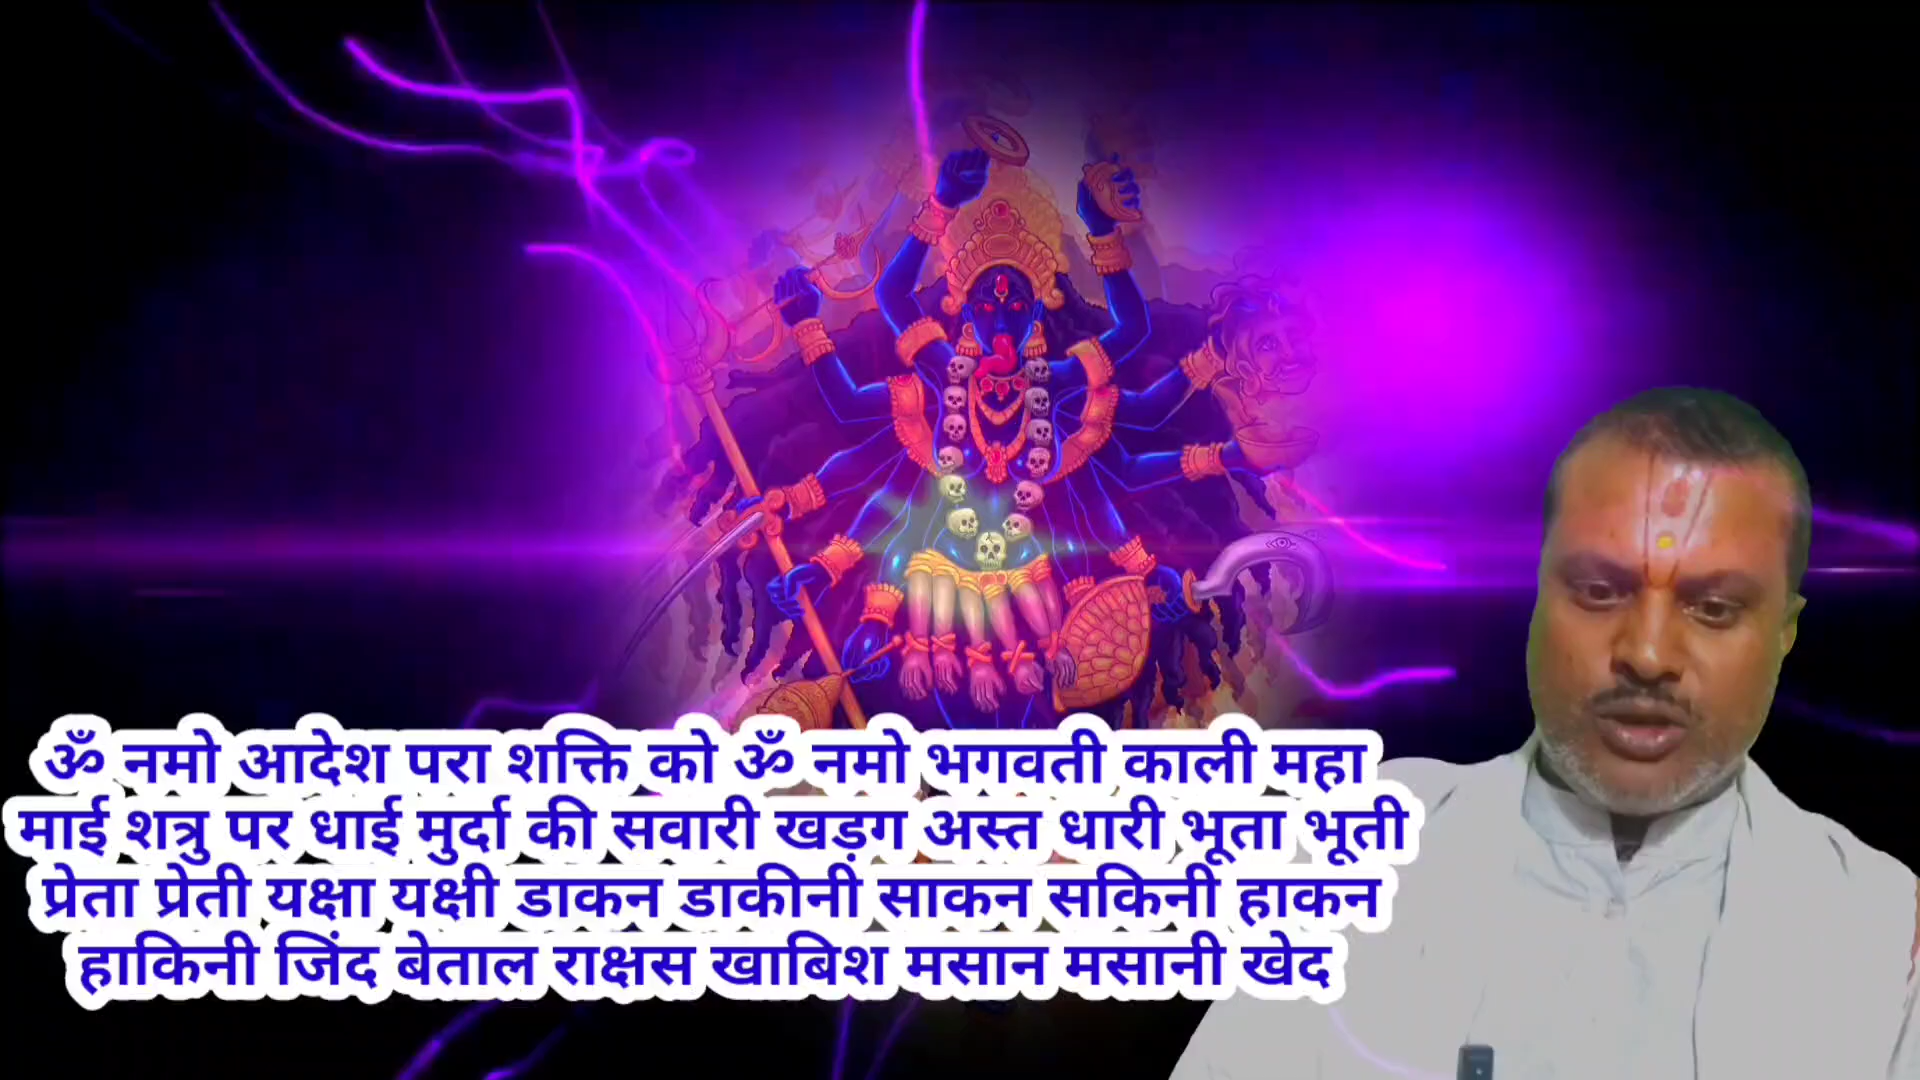 ॐ नमो आदेश परा शक्ति को ॐ नमो भगवती काली महा
माई शत्रु पर धाई मुर्दा की सवारी खड़ग अस्त धारी भूता भूती
प्रेता प्रेती यक्षा यक्षी डाकन डाकीनी साकन सकिनी हाकन
हाकिनी जिंद बेताल राक्षस खाबिश मसान मसानी खेद